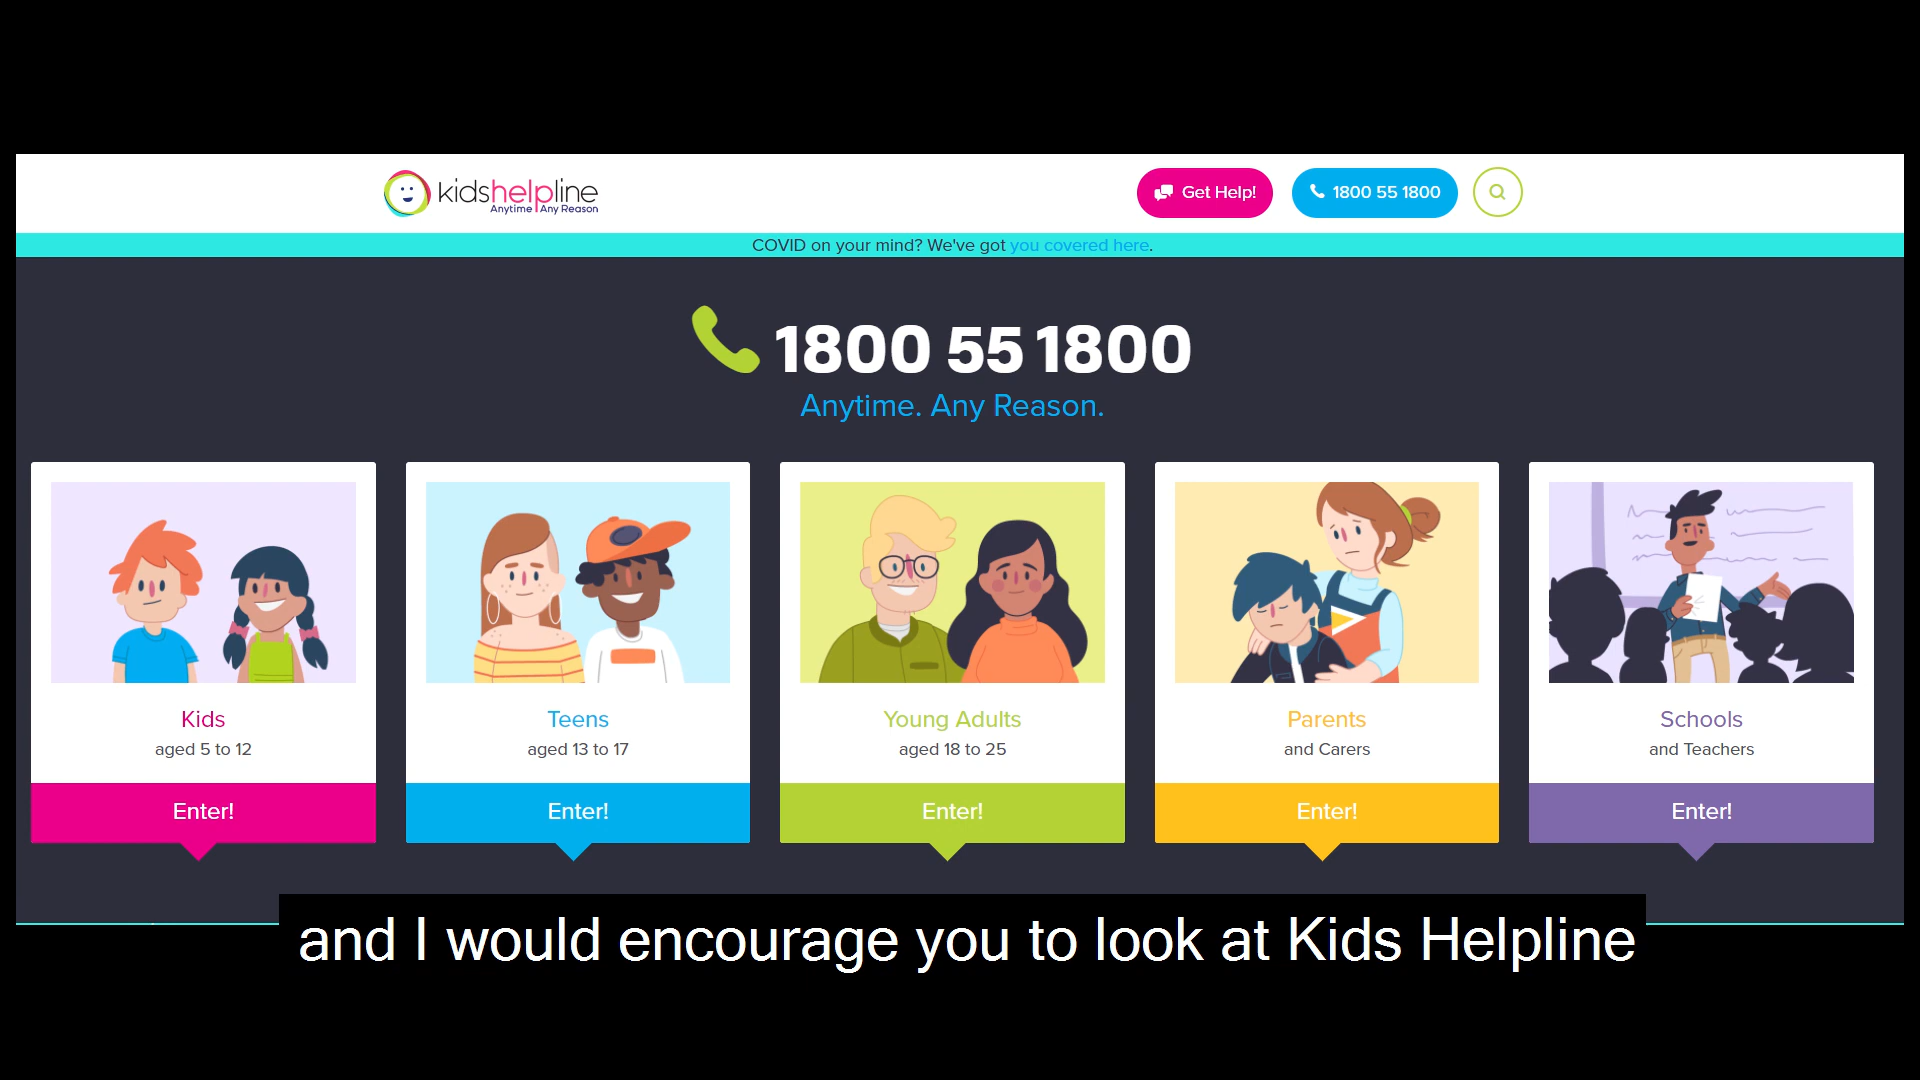 kidshelpline
Anytime Any Reason
Get Help!
1800 55 1800
COVID on your mind? We've got you covered here.
1800 55 1800
Anytime. Any Reason.
Kids
aged 5 to 12
Enter!
Teens
aged 13 to 17
Enter!
Young Adults
aged 18 to 25
Enter!
Parents
and Carers
Enter!
Schools
and Teachers
Enter!
and I would encourage you to look at Kids Helpline